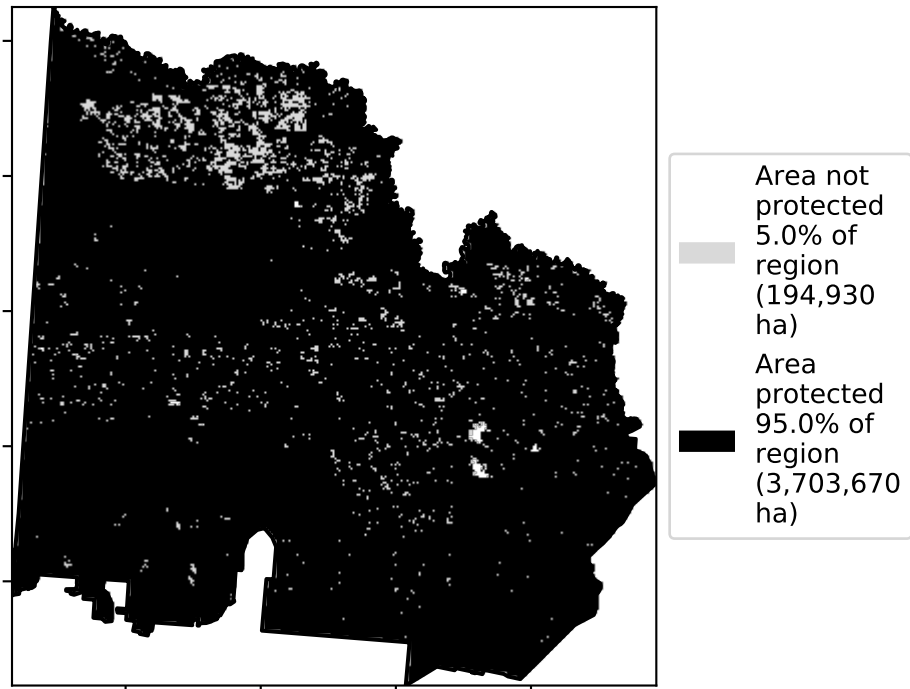 Area not
protected
5.0% of
region
(194,930
ha)
Area
protected
95.0% of
region
(3,703,670
ha)